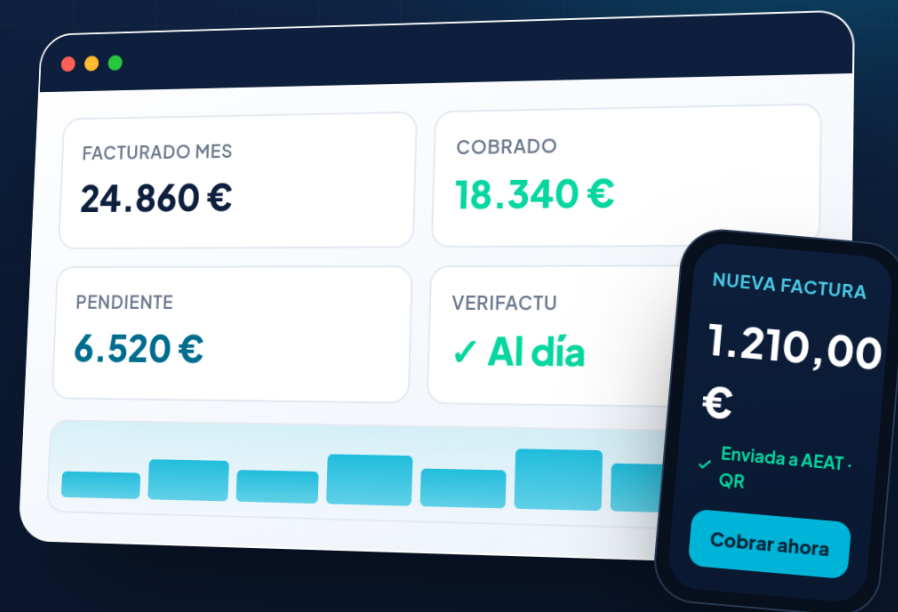 FACTURADO MES
24.860 €
COBRADO
18.340 €
PENDIENTE
6.520 €
VERIFACTU
✓ Al día
NUEVA FACTURA
1.210,00
€
✓ Enviada a AEAT ·
QR
Cobrar ahora